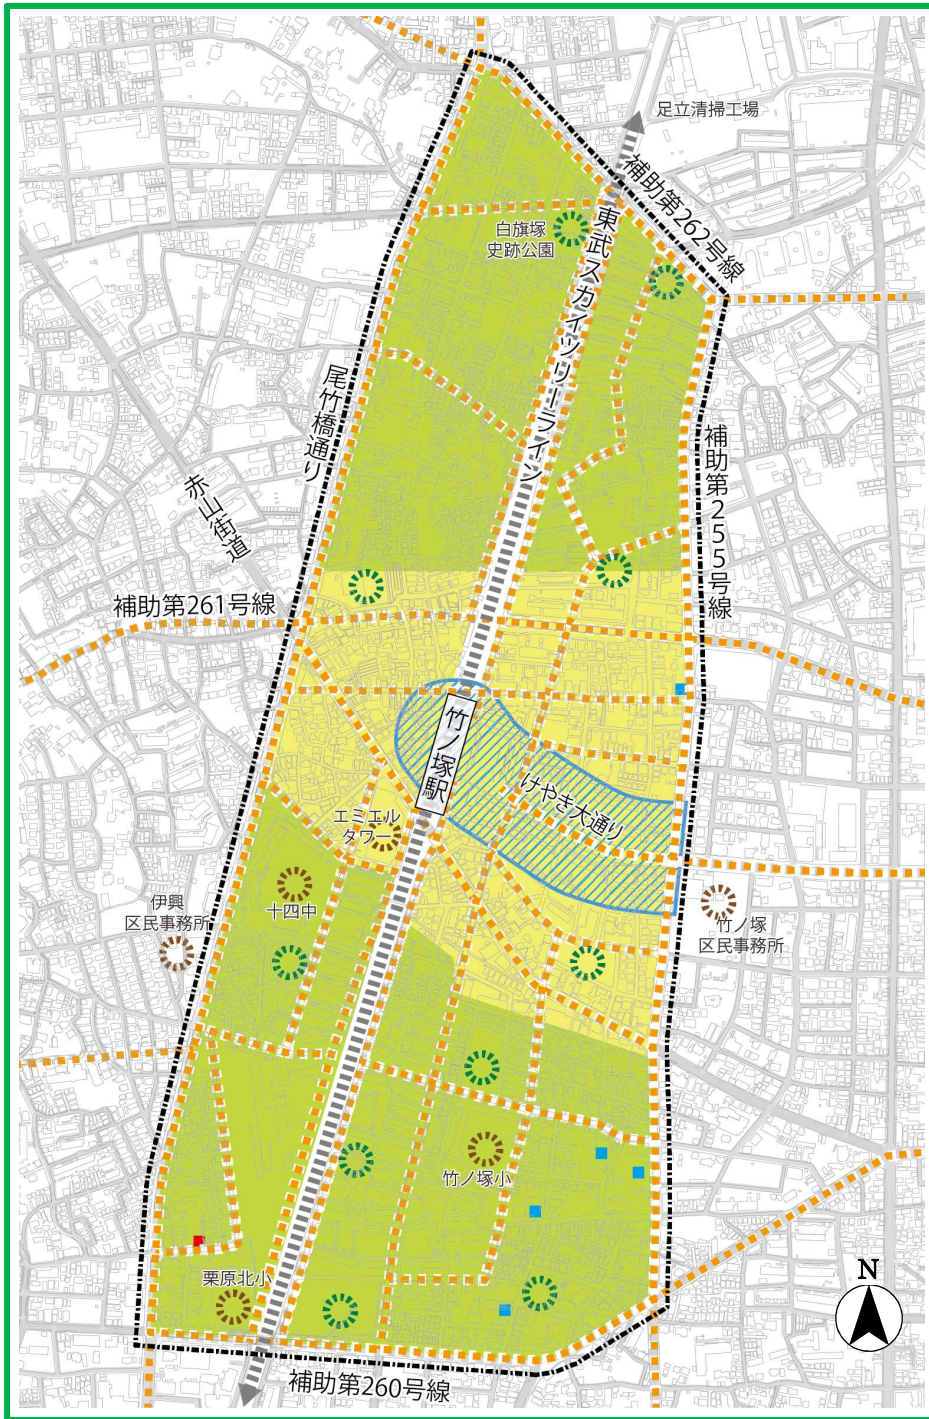 足立清掃工場
補助第262号線
白旗塚
史跡公園
東武スカイツリーライン
尾竹橋通り
補助第255号線
赤山街道
補助第261号線
竹ノ塚駅
けやき大通り
エミエル
タワー
十四中
伊興
区民事務所
竹ノ塚
区民事務所
竹ノ塚小
栗原北小
N
補助第260号線